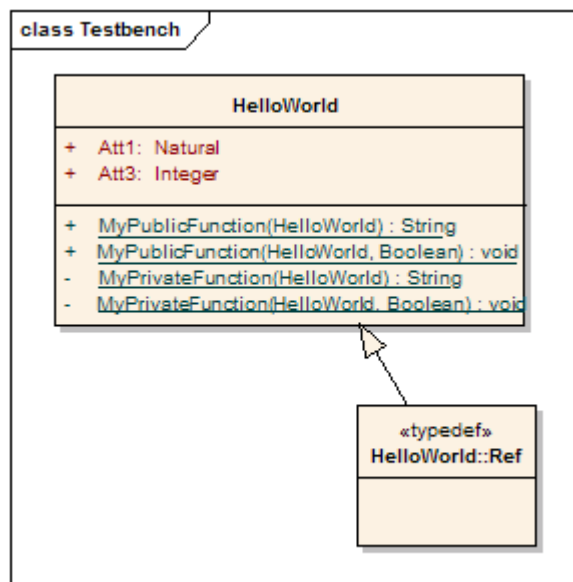 class Testbench
HelloWorld
+ Att1: Natural
+ Att3: Integer
+ MyPublicFunction(HelloWorld) : String
+ MyPublicFunction(HelloWorld, Boolean) : void
- MyPrivateFunction(HelloWorld) : String
- MyPrivateFunction(HelloWorld, Boolean) : void
«typedef»
HelloWorld::Ref